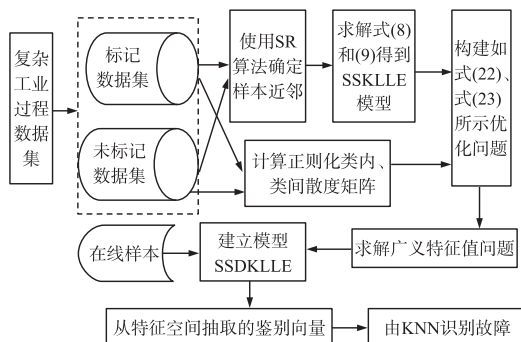 复杂
工业
过程
数据
集
标记
数据集
未标记
数据集
使用SR
算法确定
样本近邻
求解式(8)
和(9)得到
SSKLLE
模型
构建如
式(22)、
式(23)
所示优
化问题
计算正则化类内、
类间散度矩阵
在线样本
建立模型
SSDKLLE
求解广义特征值问题
从特征空间抽取的鉴别向量
由KNN识别故障